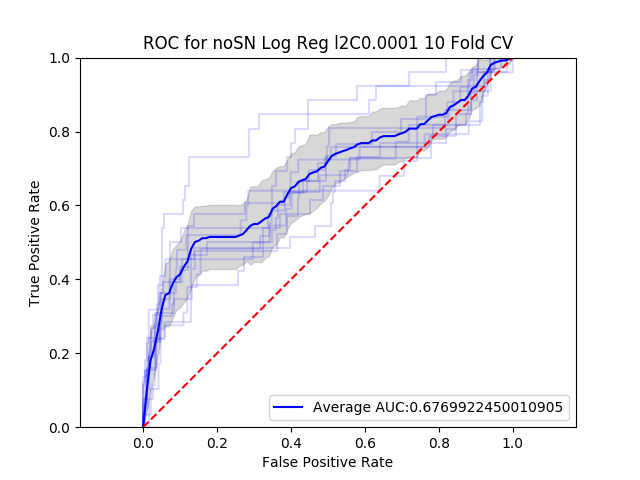 ROC for noSN Log Reg l2C0.0001 10 Fold CV
1.0
0.8
0.6
0.4
0.2
0.0
True Positive Rate
Average AUC:0.6769922450010905
0.0 0.2 0.4 0.6 0.8 1.0
False Positive Rate